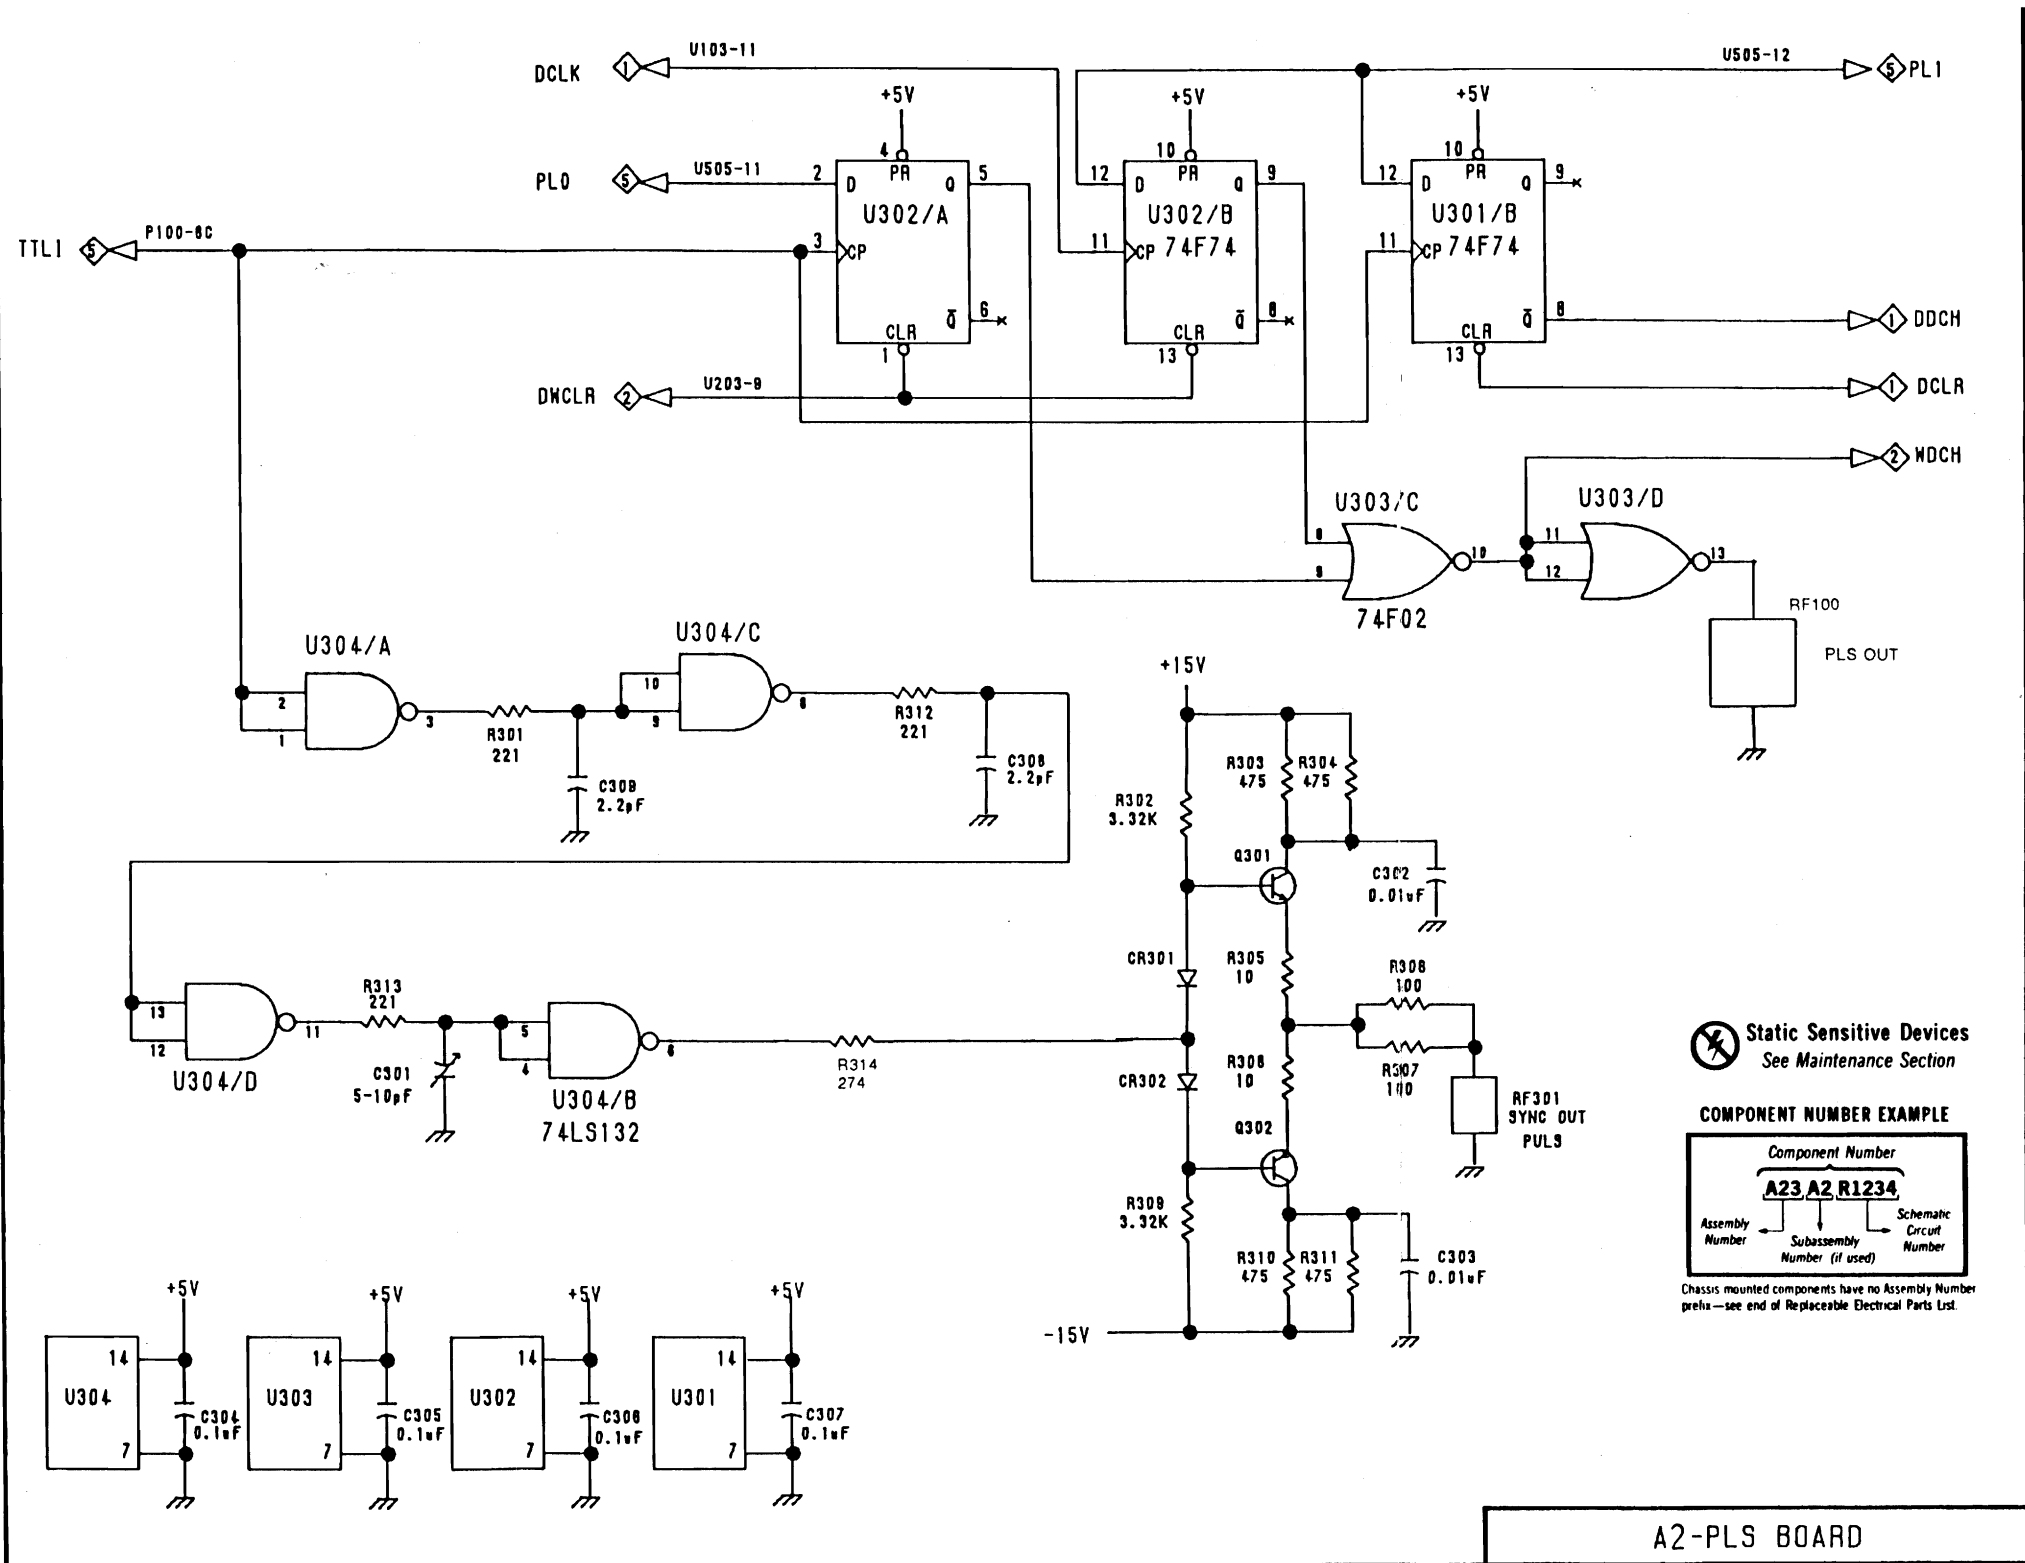 U103-11
DCLK 1
U505-12
5 PL1
+5V
+5V
+5V
4
10
10
PL0 5
U505-11
2 D PR Q 5
12 D PR Q 9
12 D PR Q 9
U302/A
U302/B
74F74
U301/B
74F74
TTL1 5
P100-6C
3 CP
11 CP
11 CP
Q 6
Q 8
Q 8
1 DDCH
CLR
CLR
CLR
1
13
13
DWCLR 2
U203-9
1 DCLR
2 WDCH
U303/C
U303/D
8
9
10
11
12
13
74F02
RF100
PLS OUT
U304/A
U304/C
2
1
3
R301
221
10
9
8
R312
221
C309
2.2pF
C308
2.2pF
+15V
R303
475
R304
475
R302
3.32K
Q301
C302
0.01uF
CR301
R305
10
R308
100
R313
221
13
12
11
U304/D
C301
5-10pF
5
4
6
U304/B
74LS132
R314
274
CR302
R306
10
R307
100
Q302
RF301
SYNC OUT
PULS
R309
3.32K
R310
475
R311
475
C303
0.01uF
-15V
Static Sensitive Devices
See Maintenance Section
COMPONENT NUMBER EXAMPLE
Component Number
A23 A2 R1234
Assembly
Number
Subassembly
Number (if used)
Schematic
Circuit
Number
Chassis mounted components have no Assembly Number
prefix—see end of Replaceable Electrical Parts List.
+5V
+5V
+5V
+5V
14
U304
7
C304
0.1uF
14
U303
7
C305
0.1uF
14
U302
7
C306
0.1uF
14
U301
7
C307
0.1uF
A2-PLS BOARD